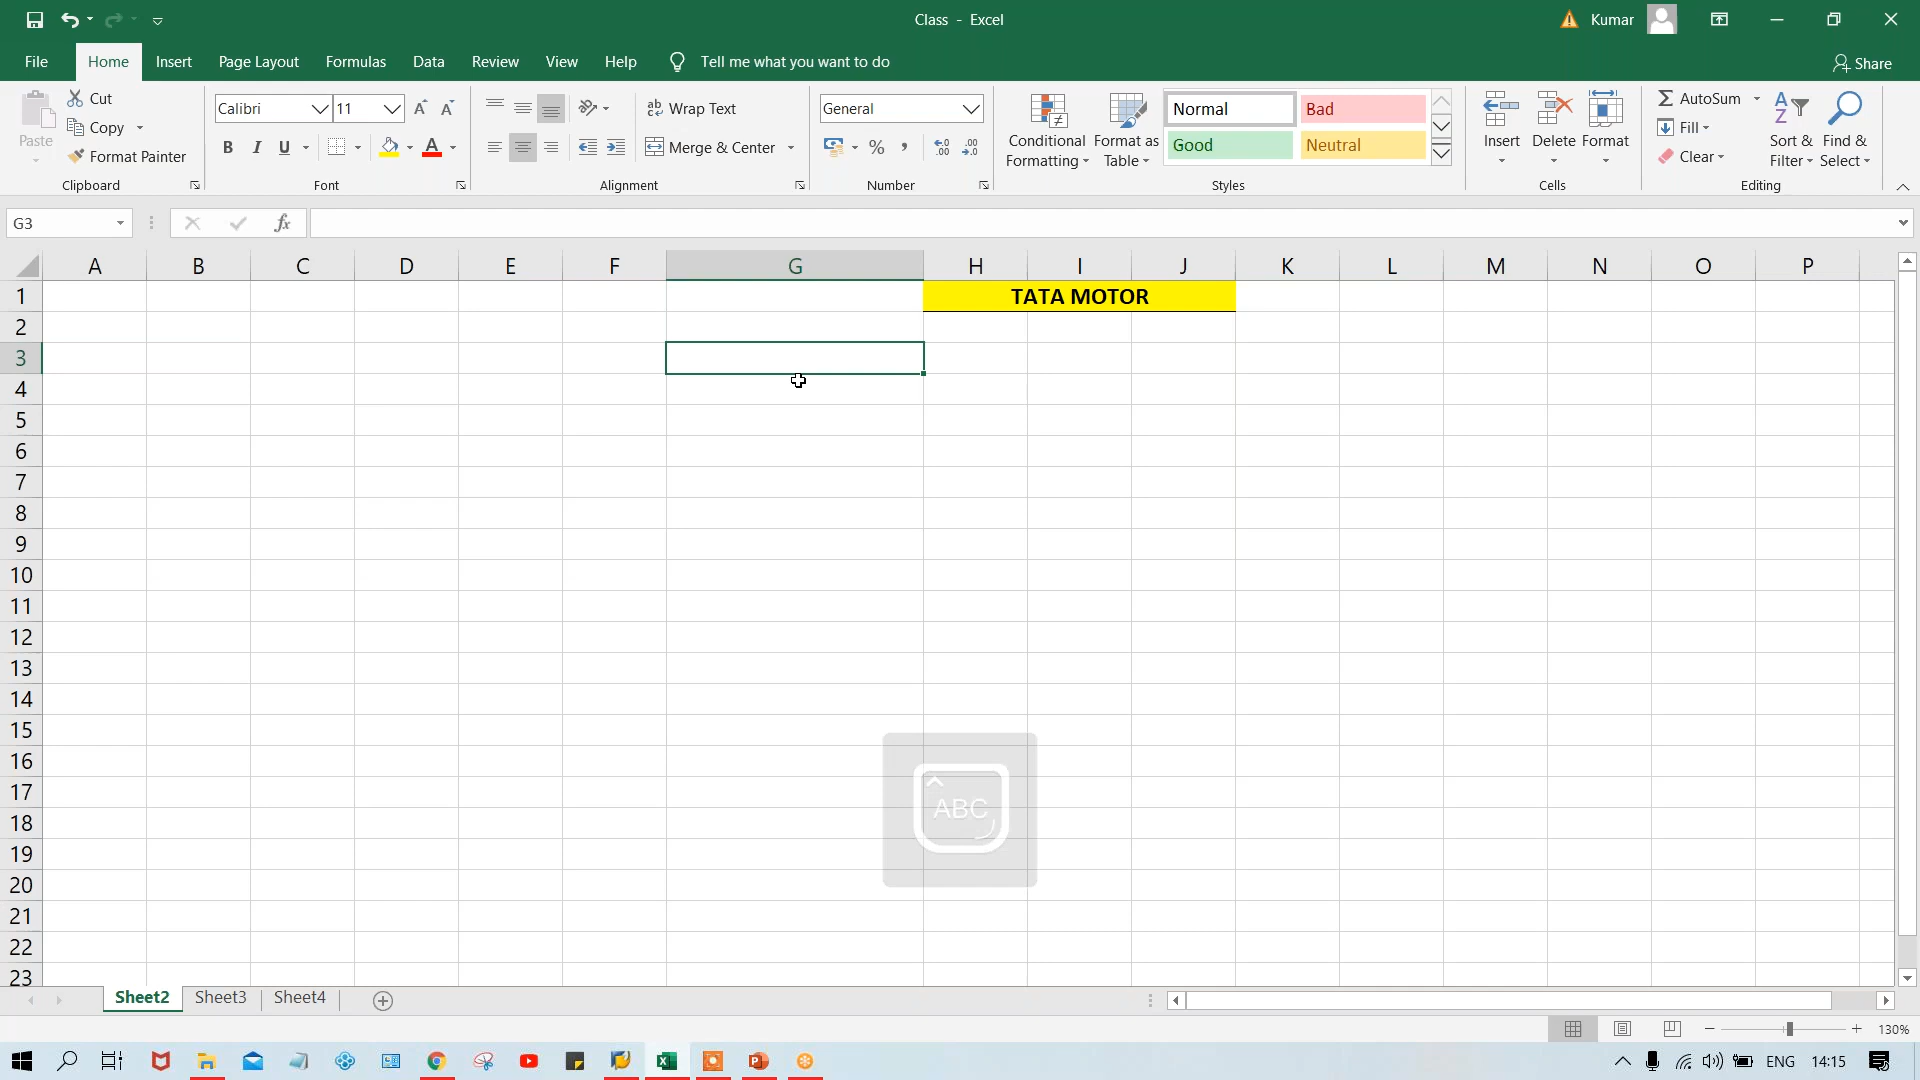 Class - Excel
Kumar
File Home Insert Page Layout Formulas Data Review View Help Tell me what you want to do Share
Paste
Cut
Copy
Format Painter
Clipboard
Calibri 11
B I U A
Font
Wrap Text
Merge & Center
Alignment
General
% ,
Number
Conditional Formatting
Format as Table
Normal Bad
Good Neutral
Styles
Insert Delete Format
Cells
AutoSum
Fill
Clear
Sort & Filter
Find & Select
Editing
G3 fx
A B C D E F G H I J K L M N O P
1 TATA MOTOR
2
3
4
5
6
7
8
9
10
11
12
13
14
15
16
17
ABC
18
19
20
21
22
23
Sheet2 Sheet3 Sheet4
130%
ENG 14:15